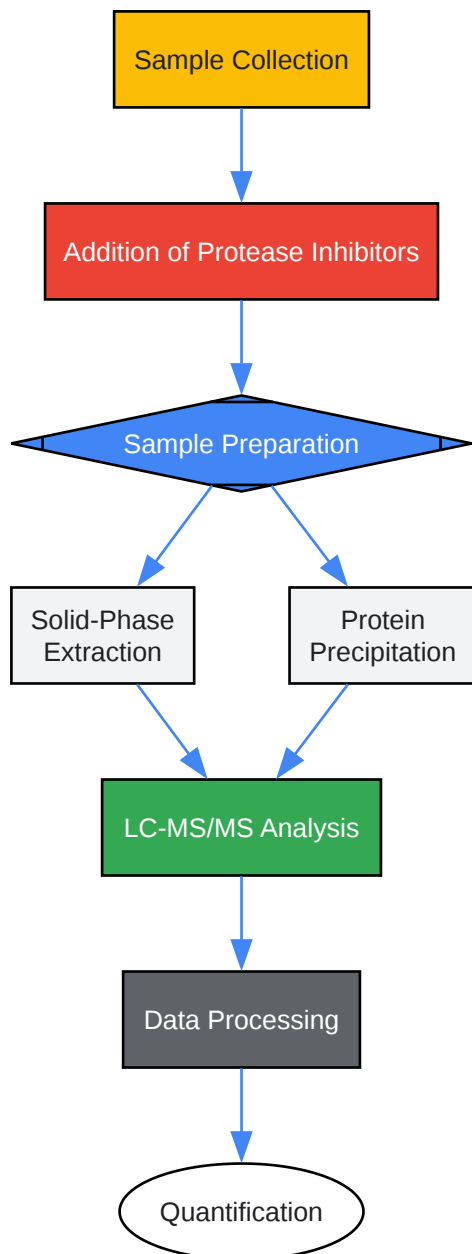 Sample Collection
Addition of Protease Inhibitors
Sample Preparation
Solid-Phase
Extraction
Protein
Precipitation
LC-MS/MS Analysis
Data Processing
Quantification